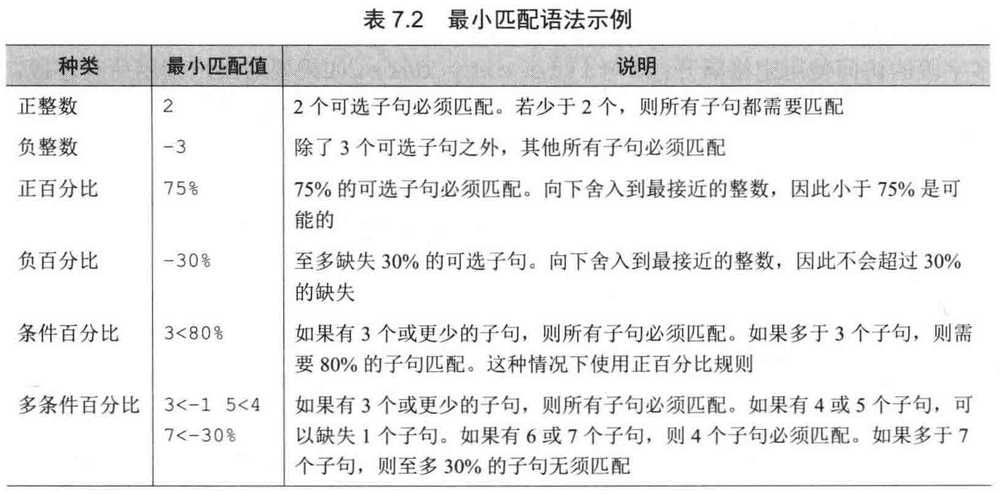 表 7.2 最小匹配语法示例
种类 最小匹配值 说明
正整数 2 2 个可选子句必须匹配。若少于 2 个，则所有子句都需要匹配
负整数 -3 除了 3 个可选子句之外，其他所有子句必须匹配
正百分比 75% 75% 的可选子句必须匹配。向下舍入到最接近的整数，因此小于 75% 是可
能的
负百分比 -30% 至多缺失 30% 的可选子句。向下舍入到最接近的整数，因此不会超过 30%
的缺失
条件百分比 3<80% 如果有 3 个或更少的子句，则所有子句必须匹配。如果多于 3 个子句，则需
要 80% 的子句匹配。这种情况下使用正百分比规则
多条件百分比 3<-1 5<4 如果有 3 个或更少的子句，则所有子句必须匹配。如果有 4 或 5 个子句，可
7<-30% 以缺失 1 个子句。如果有 6 或 7 个子句，则 4 个子句必须匹配。如果多于 7
个子句，则至多 30% 的子句无须匹配